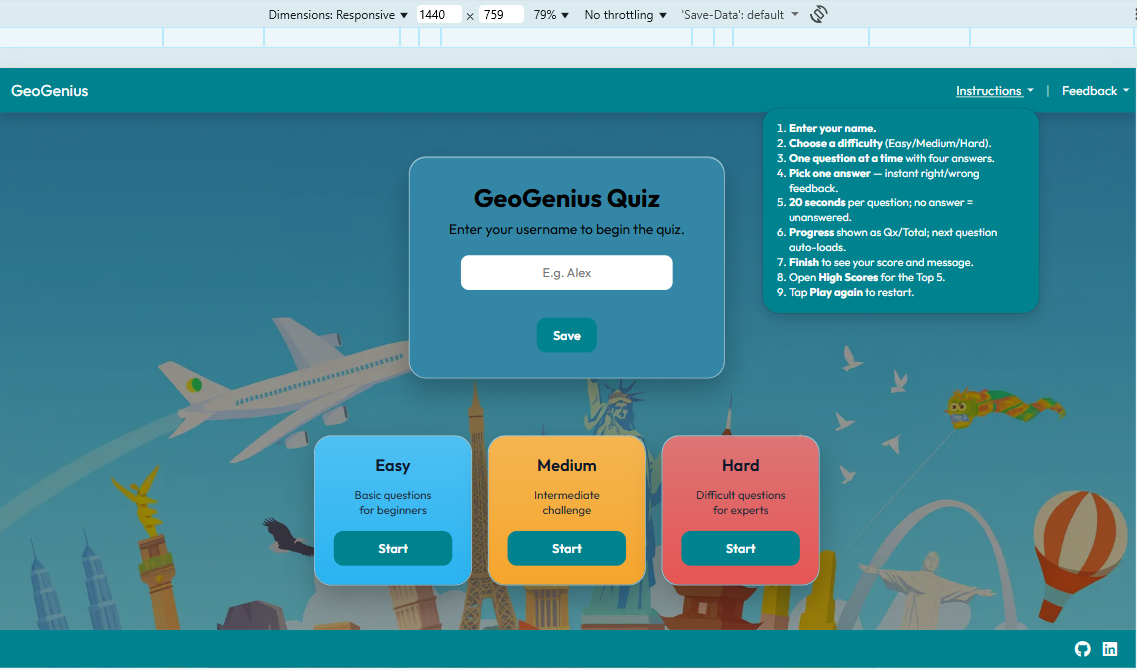 Dimensions: Responsive 1440 x 759 79% No throttling 'Save-Data': default
GeoGenius
Instructions | Feedback
1. Enter your name.
2. Choose a difficulty (Easy/Medium/Hard).
3. One question at a time with four answers.
4. Pick one answer — instant right/wrong
feedback.
5. 20 seconds per question; no answer =
unanswered.
6. Progress shown as Qx/Total; next question
auto-loads.
7. Finish to see your score and message.
8. Open High Scores for the Top 5.
9. Tap Play again to restart.
GeoGenius Quiz
Enter your username to begin the quiz.
E.g. Alex
Save
Easy
Basic questions
for beginners
Start
Medium
Intermediate
challenge
Start
Hard
Difficult questions
for experts
Start